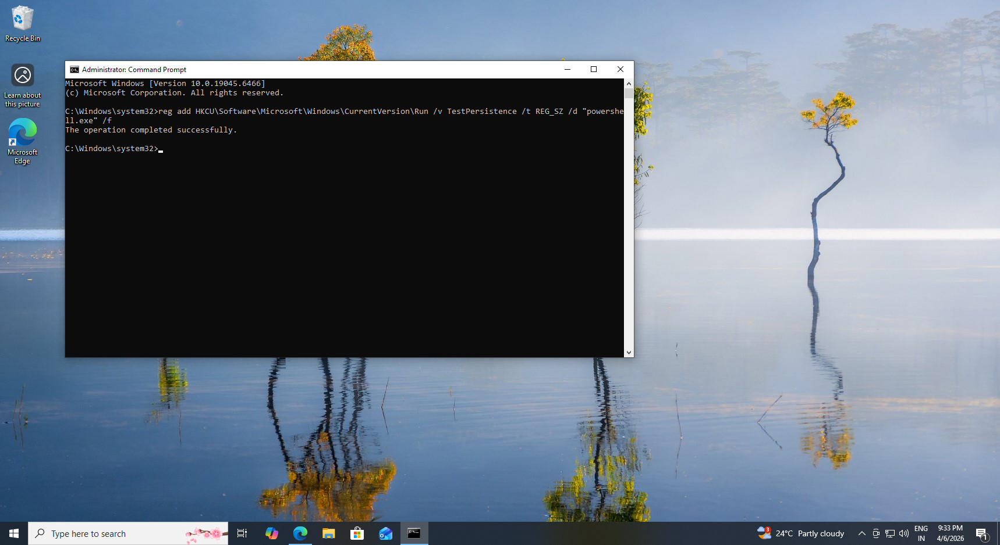 Recycle Bin
Learn about
this picture
Microsoft
Edge
Administrator: Command Prompt
Microsoft Windows [Version 10.0.19045.6466]
(c) Microsoft Corporation. All rights reserved.
C:\Windows\system32>reg add HKCU\Software\Microsoft\Windows\CurrentVersion\Run /v TestPersistence /t REG_SZ /d "powershe
ll.exe" /f
The operation completed successfully.
C:\Windows\system32>
Type here to search
3
24°C Partly cloudy
ENG
IN
9:33 PM
4/6/2026
1